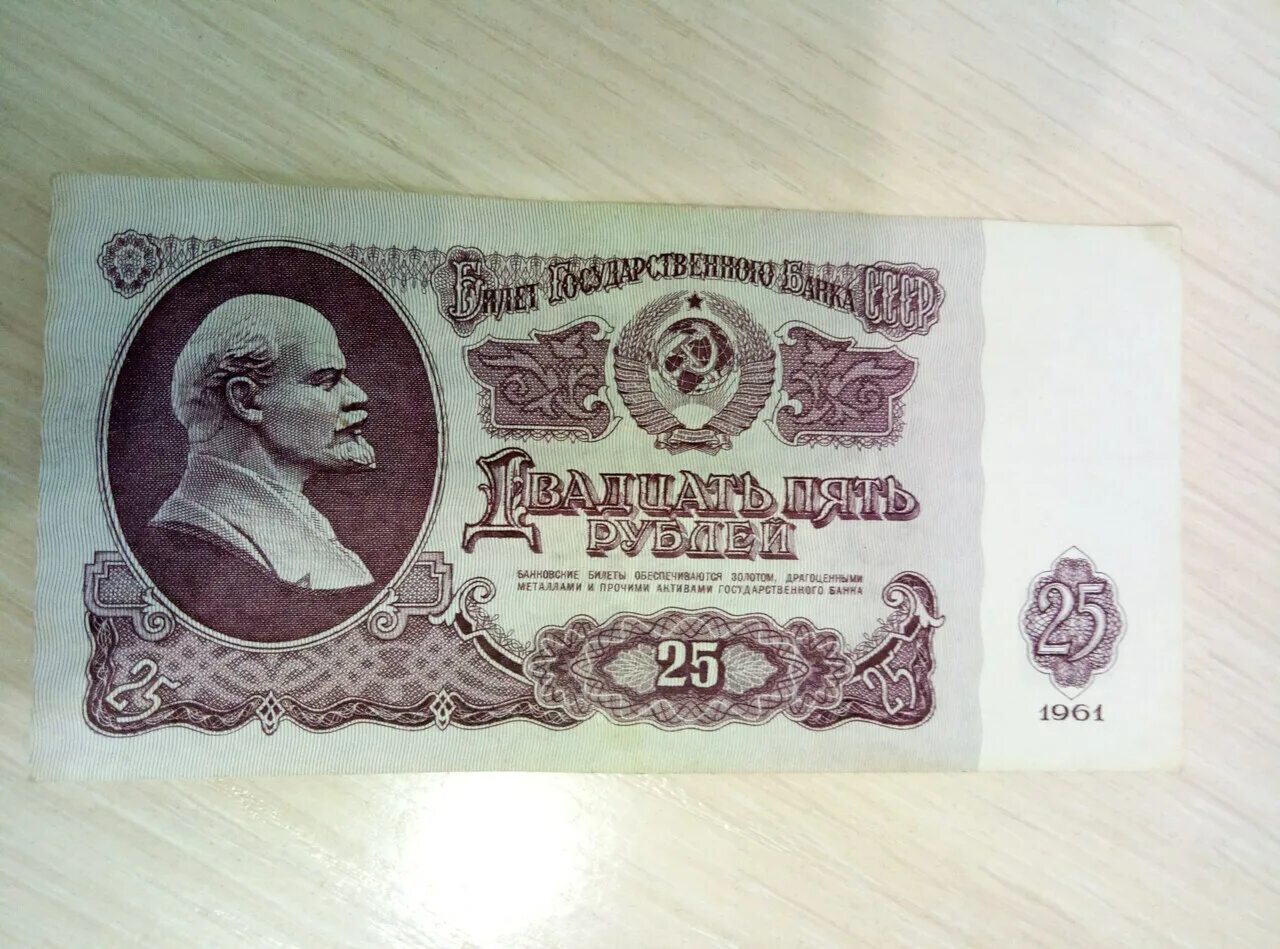 Билет Государственного Банка СССР
Двадцать пять
рублей
Банковские билеты обеспечиваются золотом, драгоценными
металлами и прочими активами Государственного банка
25
25
25
25
1961